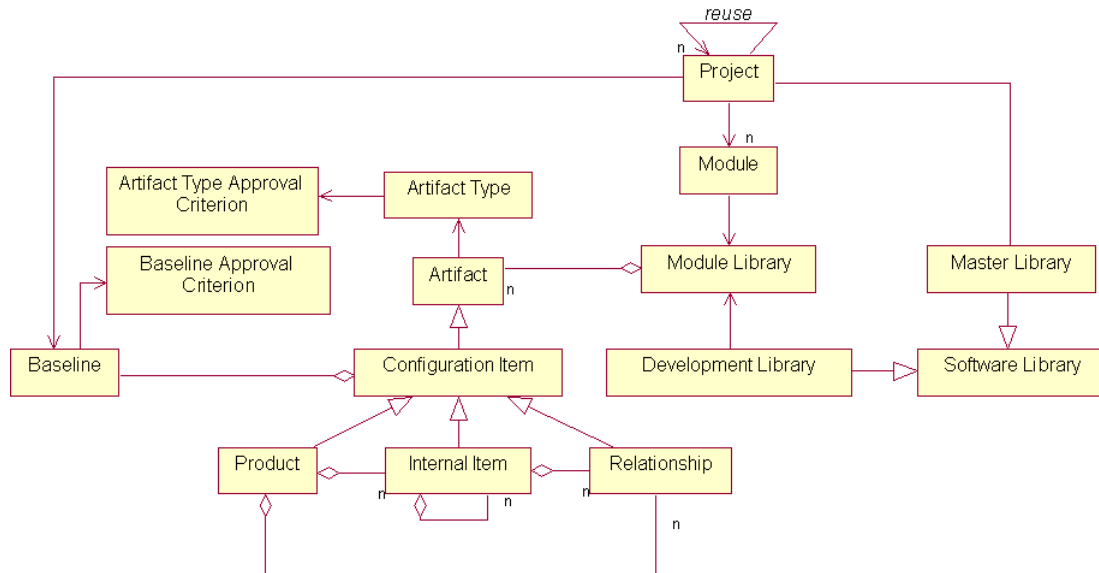 reuse
n
Project
n
Module
Artifact Type Approval
Criterion
Artifact Type
Baseline Approval
Criterion
Artifact
n
Module Library
Master Library
Baseline
Configuration Item
Development Library
Software Library
Product
n
Internal Item
n
n
Relationship
n